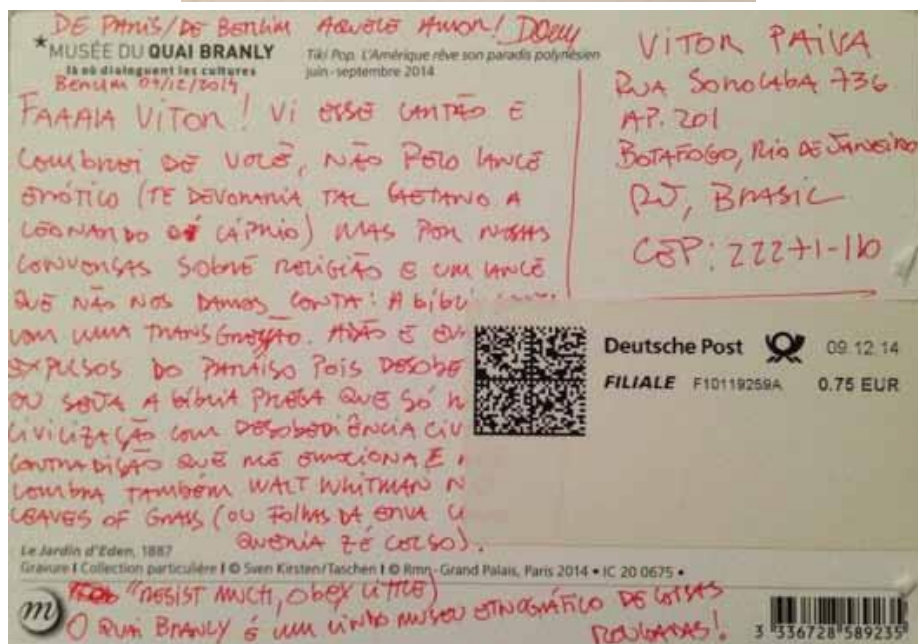 DE PARIS/DE BERLIM AQUELE AMOR!
MUSÉE DU QUAI BRANLY
là où dialoguent les cultures
Tiki Pop. L'Amérique rêve son paradis polynésien
juin-septembre 2014
BERLIM 09/12/2014
FAAALA VITOR! VI ESSE CARTÃO E
LEMBREI DE VOCÊ, NÃO PELO LANCE
ERÓTICO (TE DEVORARIA TAL CAETANO A
LEONARDO DI CÁPRIO) MAS POR NOSSAS
CONVERSAS SOBRE RELIGIÃO E UM LANCE
QUE NÃO NOS DAMOS CONTA: A BÍBLI
COM UMA TRANSGRESSÃO. ADÃO E EV
EXPULSOS DO PARAÍSO POIS DESOBE
OU SEJA A BÍBLIA PREGA QUE SÓ H
CIVILIZAÇÃO COM DESOBEDIÊNCIA CIV
CONTRADIÇÃO QUE ME EMOCIONA E
LEMBRA TAMBÉM WALT WHITMAN N
LEAVES OF GRASS (OU FOLHAS DA ERVA C
QUERIA ZÉ CELSO).
Le Jardin d'Eden, 1887
Gravure I Collection particulière I © Sven Kirsten/Taschen I © Rmn-Grand Palais, Paris 2014 • IC 20 0675 •
"RESIST MUCH, OBEY LITTLE)
O QUAI BRANLY É UM LINDO MUSEU ETNOGRÁFICO DE COISAS
ROUBADAS!
m
VITOR PAIVA
RUA SOROCABA 736
AP. 201
BOTAFOGO, RIO DE JANEIRO
RJ, BRASIL
CEP: 22271-110
Deutsche Post 09.12.14
FILIALE F10119259A 0.75 EUR
3 336728 589235